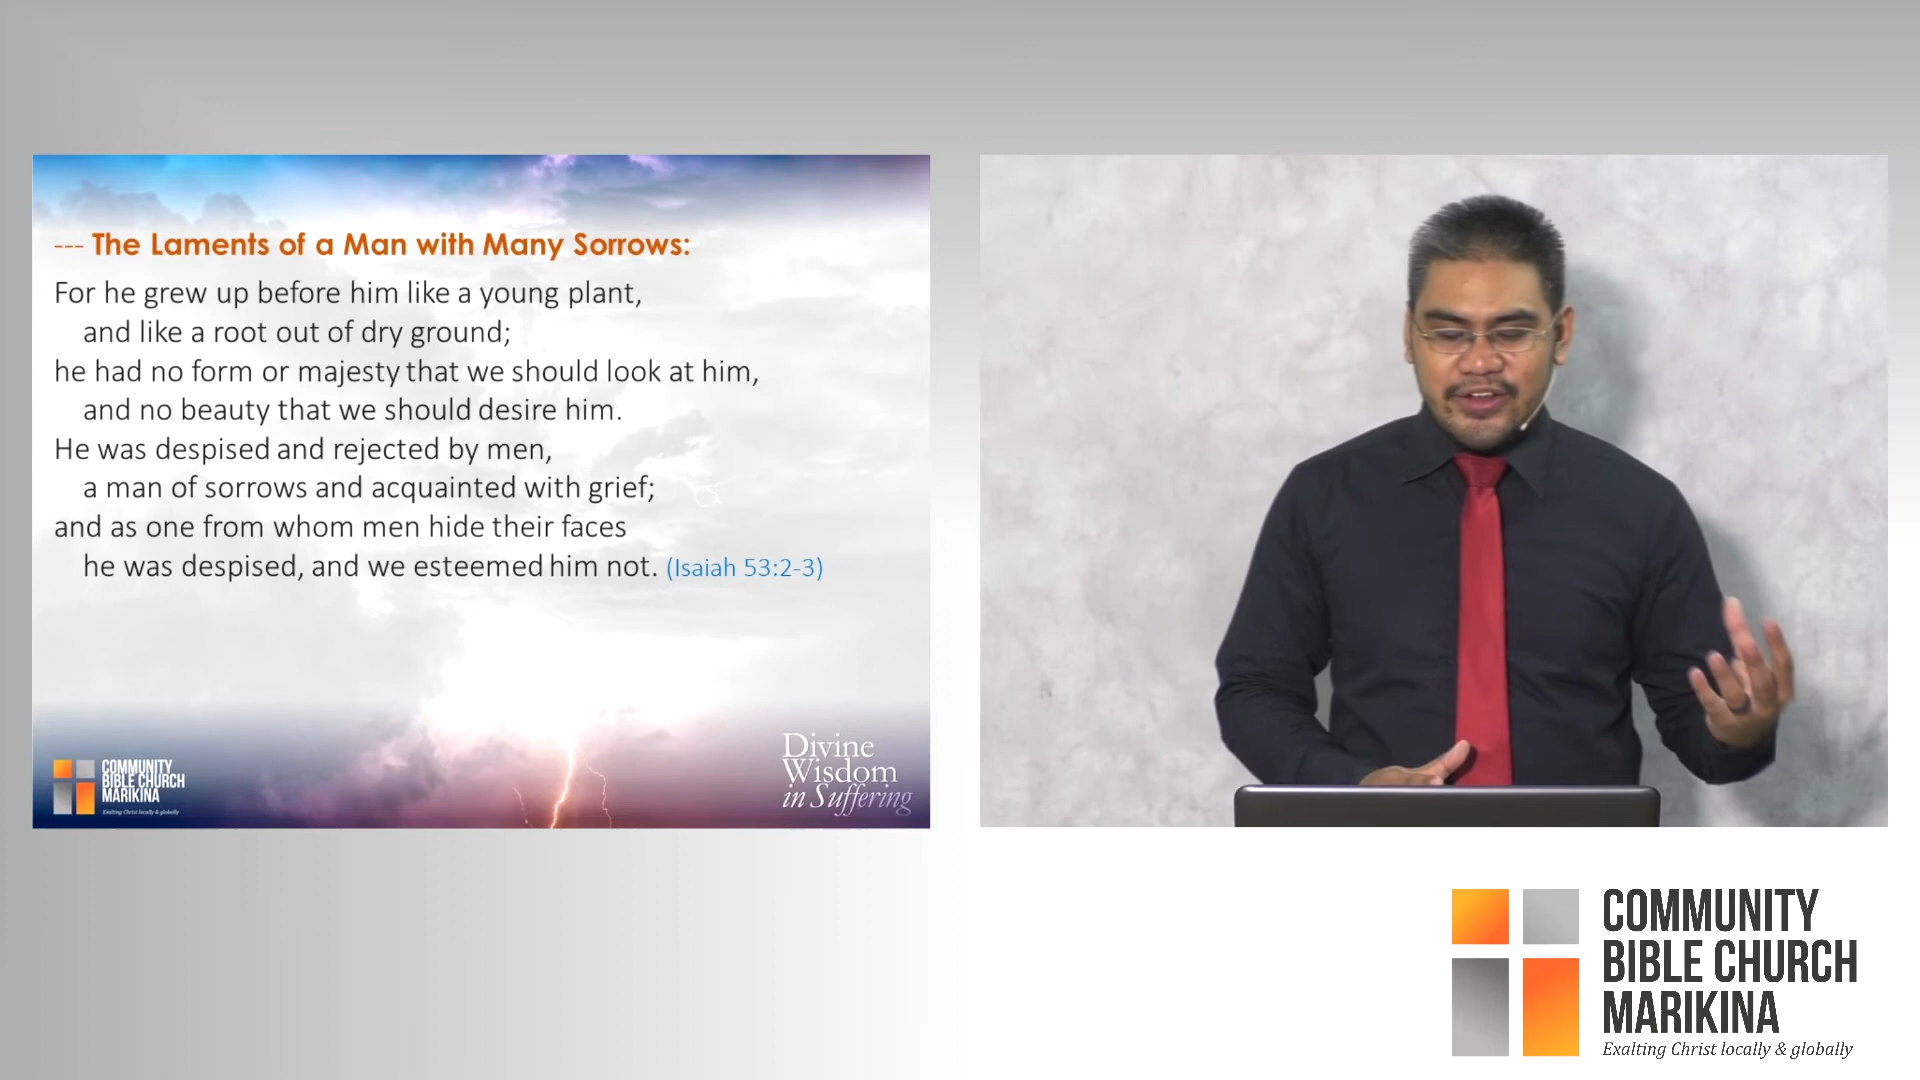 --- The Laments of a Man with Many Sorrows:
For he grew up before him like a young plant,
and like a root out of dry ground;
he had no form or majesty that we should look at him,
and no beauty that we should desire him.
He was despised and rejected by men,
a man of sorrows and acquainted with grief;
and as one from whom men hide their faces
he was despised, and we esteemed him not. (Isaiah 53:2-3)
COMMUNITY
BIBLE CHURCH
MARIKINA
Exalting Christ locally & globally
Divine
Wisdom
in Suffering
COMMUNITY
BIBLE CHURCH
MARIKINA
Exalting Christ locally & globally